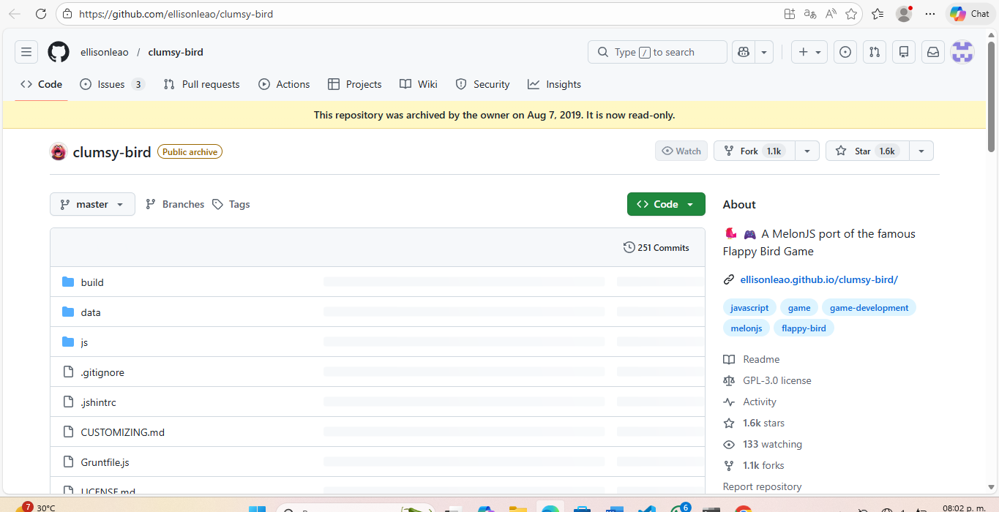 https://github.com/ellisonleao/clumsy-bird
Chat
ellisonleao / clumsy-bird
Type / to search
Code
Issues 3
Pull requests
Actions
Projects
Wiki
Security
Insights
This repository was archived by the owner on Aug 7, 2019. It is now read-only.
clumsy-bird Public archive
Watch
Fork 1.1k
Star 1.6k
master
Branches
Tags
Code
251 Commits
build
data
js
.gitignore
.jshintrc
CUSTOMIZING.md
Gruntfile.js
LICENSE.md
About
A MelonJS port of the famous
Flappy Bird Game
ellisonleao.github.io/clumsy-bird/
javascript game game-development
melonjs flappy-bird
Readme
GPL-3.0 license
Activity
1.6k stars
133 watching
1.1k forks
Report repository
7
30°C
6
08:02 p. m.